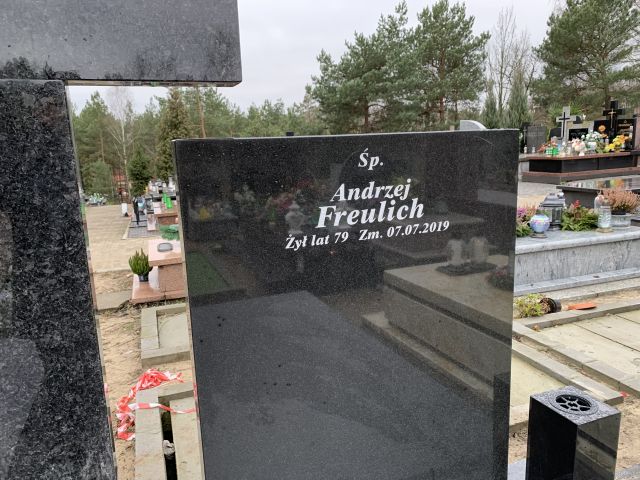 Śp.
Andrzej
Freulich
Żył lat 79 Zm. 07.07.2019